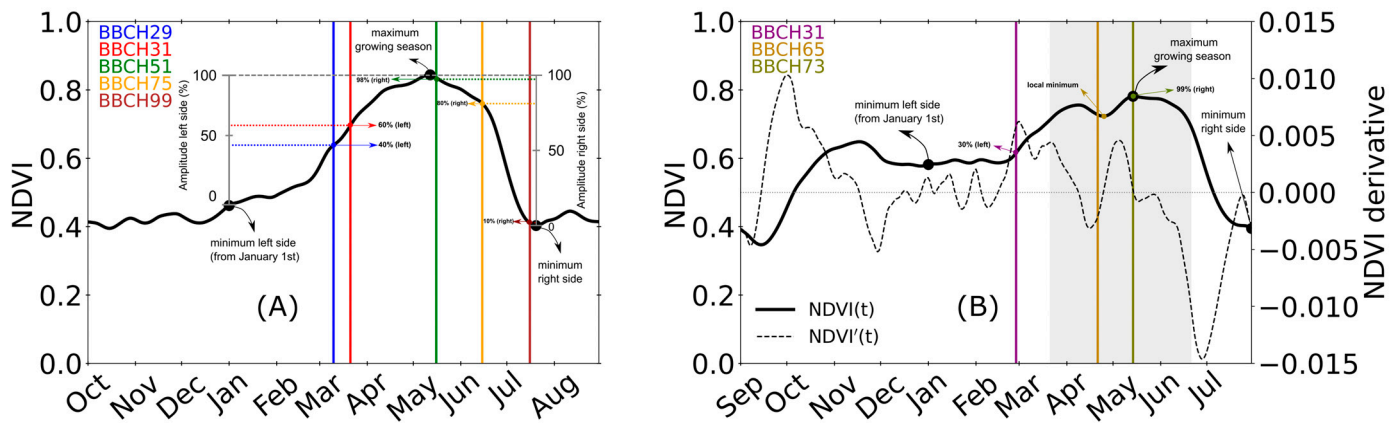 1.0
0.8
0.6
0.4
0.2
0.0
NDVI
BBCH29
BBCH31
BBCH51
BBCH75
BBCH99
maximum
growing season
100
50
0
Amplitude left side (%)
98% (right)
80% (right)
60% (left)
40% (left)
10% (right)
100
50
0
Amplitude right side (%)
minimum left side
(from January 1st)
minimum
right side
(A)
Oct
Nov
Dec
Jan
Feb
Mar
Apr
May
Jun
Jul
Aug
1.0
0.8
0.6
0.4
0.2
0.0
NDVI
BBCH31
BBCH65
BBCH73
maximum
growing season
local minimum
99% (right)
minimum left side
(from January 1st)
minimum
right side
30% (left)
NDVI(t)
NDVI′(t)
(B)
0.015
0.010
0.005
0.000
−0.005
−0.010
−0.015
NDVI derivative
Sep
Oct
Nov
Dec
Jan
Feb
Mar
Apr
May
Jun
Jul